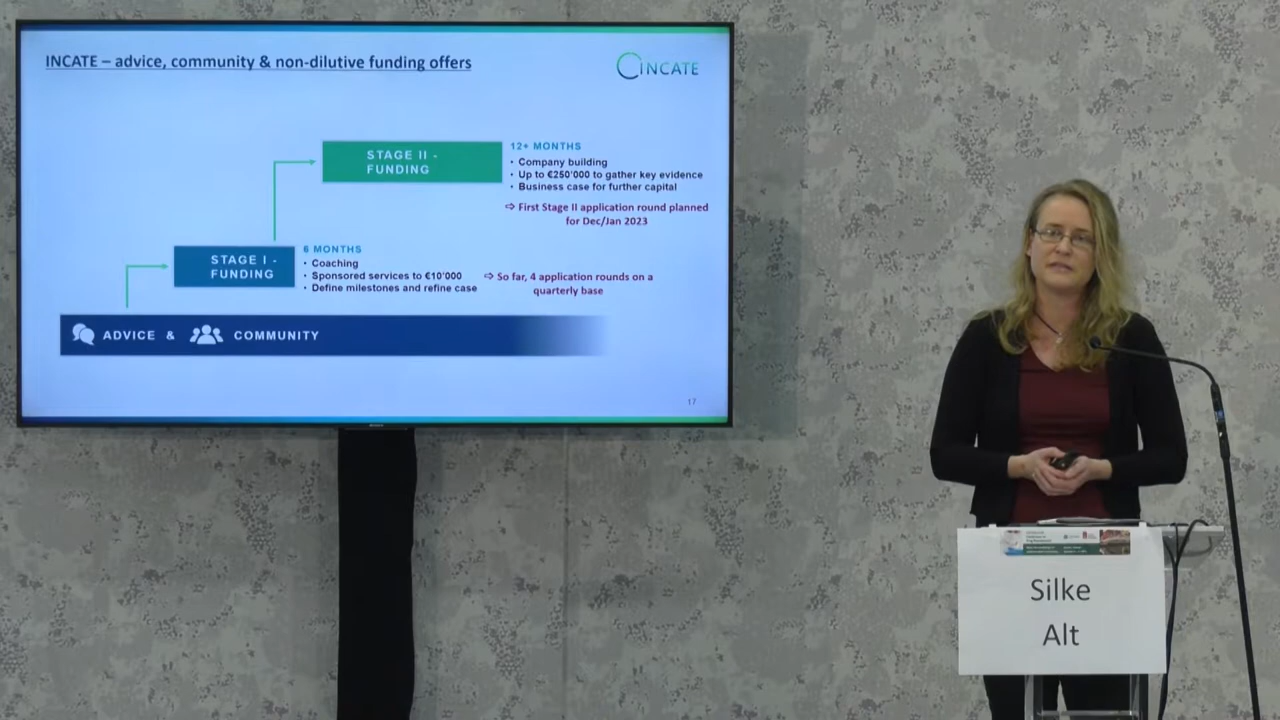 INCATE – advice, community & non-dilutive funding offers
INCATE
STAGE II -
FUNDING
12+ MONTHS
• Company building
• Up to €250'000 to gather key evidence
• Business case for further capital
⇨ First Stage II application round planned
for Dec/Jan 2023
STAGE I -
FUNDING
6 MONTHS
• Coaching
• Sponsored services to €10'000
• Define milestones and refine case
⇨ So far, 4 application rounds on a
quarterly base
ADVICE & COMMUNITY
17
Silke
Alt